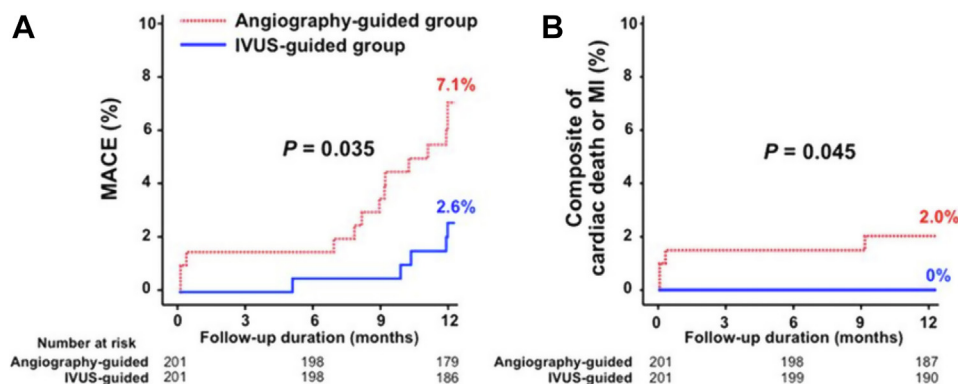 A
Angiography-guided group
IVUS-guided group
MACE (%)
10
8
6
4
2
0
7.1%
P = 0.035
2.6%
0 3 6 9 12
Follow-up duration (months)
Number at risk
Angiography-guided 201 198 179
IVUS-guided 201 198 186
B
Composite of
cardiac death or MI (%)
10
8
6
4
2
0
P = 0.045
2.0%
0%
0 3 6 9 12
Follow-up duration (months)
Angiography-guided 201 198 187
IVUS-guided 201 199 190